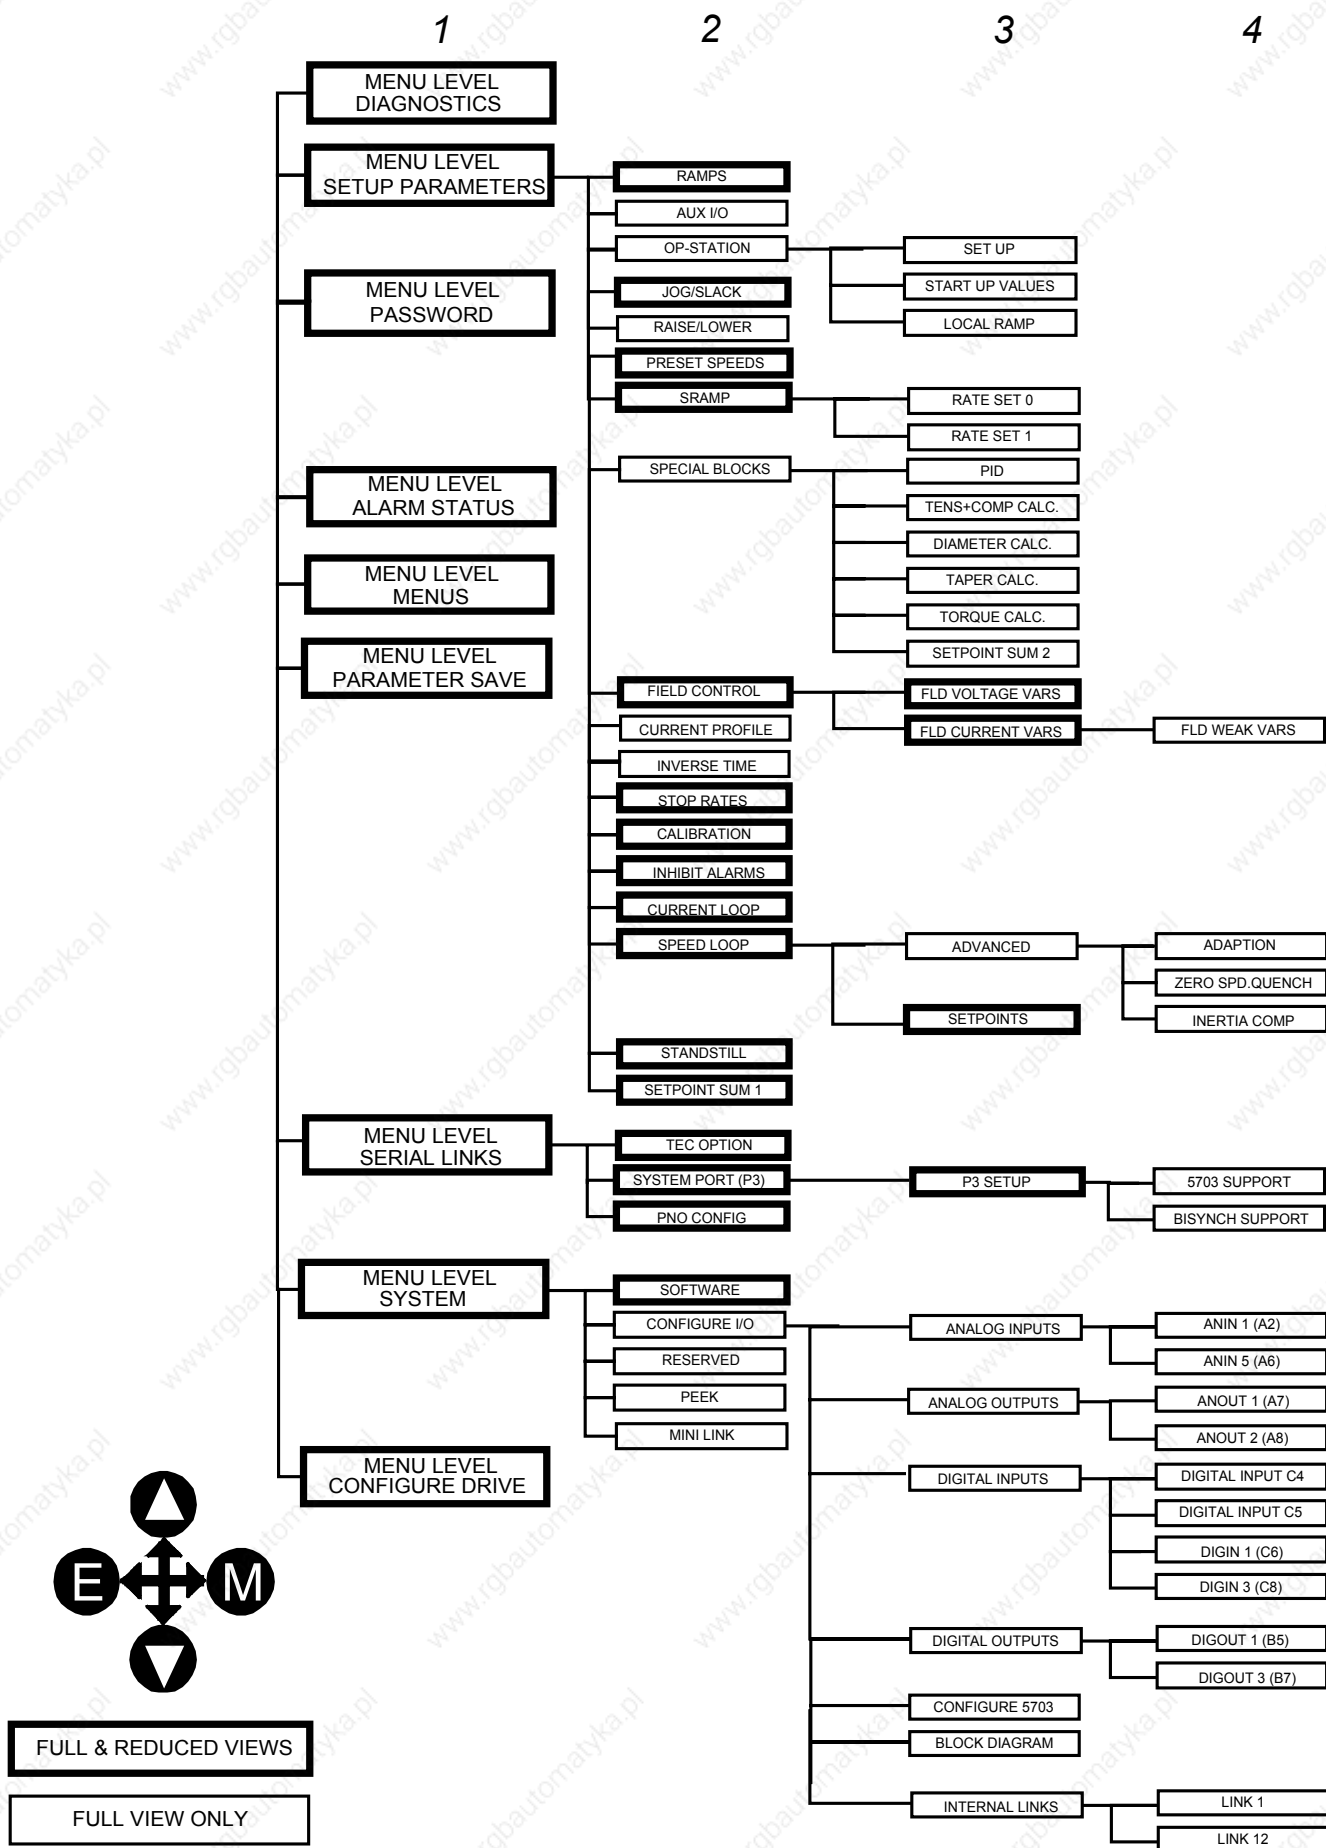 1
2
3
4
MENU LEVEL
DIAGNOSTICS
MENU LEVEL
SETUP PARAMETERS
RAMPS
AUX I/O
OP-STATION
SET UP
START UP VALUES
LOCAL RAMP
JOG/SLACK
RAISE/LOWER
PRESET SPEEDS
SRAMP
RATE SET 0
RATE SET 1
SPECIAL BLOCKS
PID
TENS+COMP CALC.
DIAMETER CALC.
TAPER CALC.
TORQUE CALC.
SETPOINT SUM 2
FIELD CONTROL
FLD VOLTAGE VARS
FLD CURRENT VARS
FLD WEAK VARS
CURRENT PROFILE
INVERSE TIME
STOP RATES
CALIBRATION
INHIBIT ALARMS
CURRENT LOOP
SPEED LOOP
ADVANCED
ADAPTION
ZERO SPD.QUENCH
INERTIA COMP
SETPOINTS
STANDSTILL
SETPOINT SUM 1
MENU LEVEL
PASSWORD
MENU LEVEL
ALARM STATUS
MENU LEVEL
MENUS
MENU LEVEL
PARAMETER SAVE
MENU LEVEL
SERIAL LINKS
TEC OPTION
SYSTEM PORT (P3)
P3 SETUP
5703 SUPPORT
BISYNCH SUPPORT
PNO CONFIG
MENU LEVEL
SYSTEM
SOFTWARE
CONFIGURE I/O
ANALOG INPUTS
ANIN 1 (A2)
ANIN 5 (A6)
ANALOG OUTPUTS
ANOUT 1 (A7)
ANOUT 2 (A8)
DIGITAL INPUTS
DIGITAL INPUT C4
DIGITAL INPUT C5
DIGIN 1 (C6)
DIGIN 3 (C8)
DIGITAL OUTPUTS
DIGOUT 1 (B5)
DIGOUT 3 (B7)
CONFIGURE 5703
BLOCK DIAGRAM
INTERNAL LINKS
LINK 1
LINK 12
RESERVED
PEEK
MINI LINK
MENU LEVEL
CONFIGURE DRIVE
E
M
FULL & REDUCED VIEWS
FULL VIEW ONLY
www.rgbautomatyka.pl